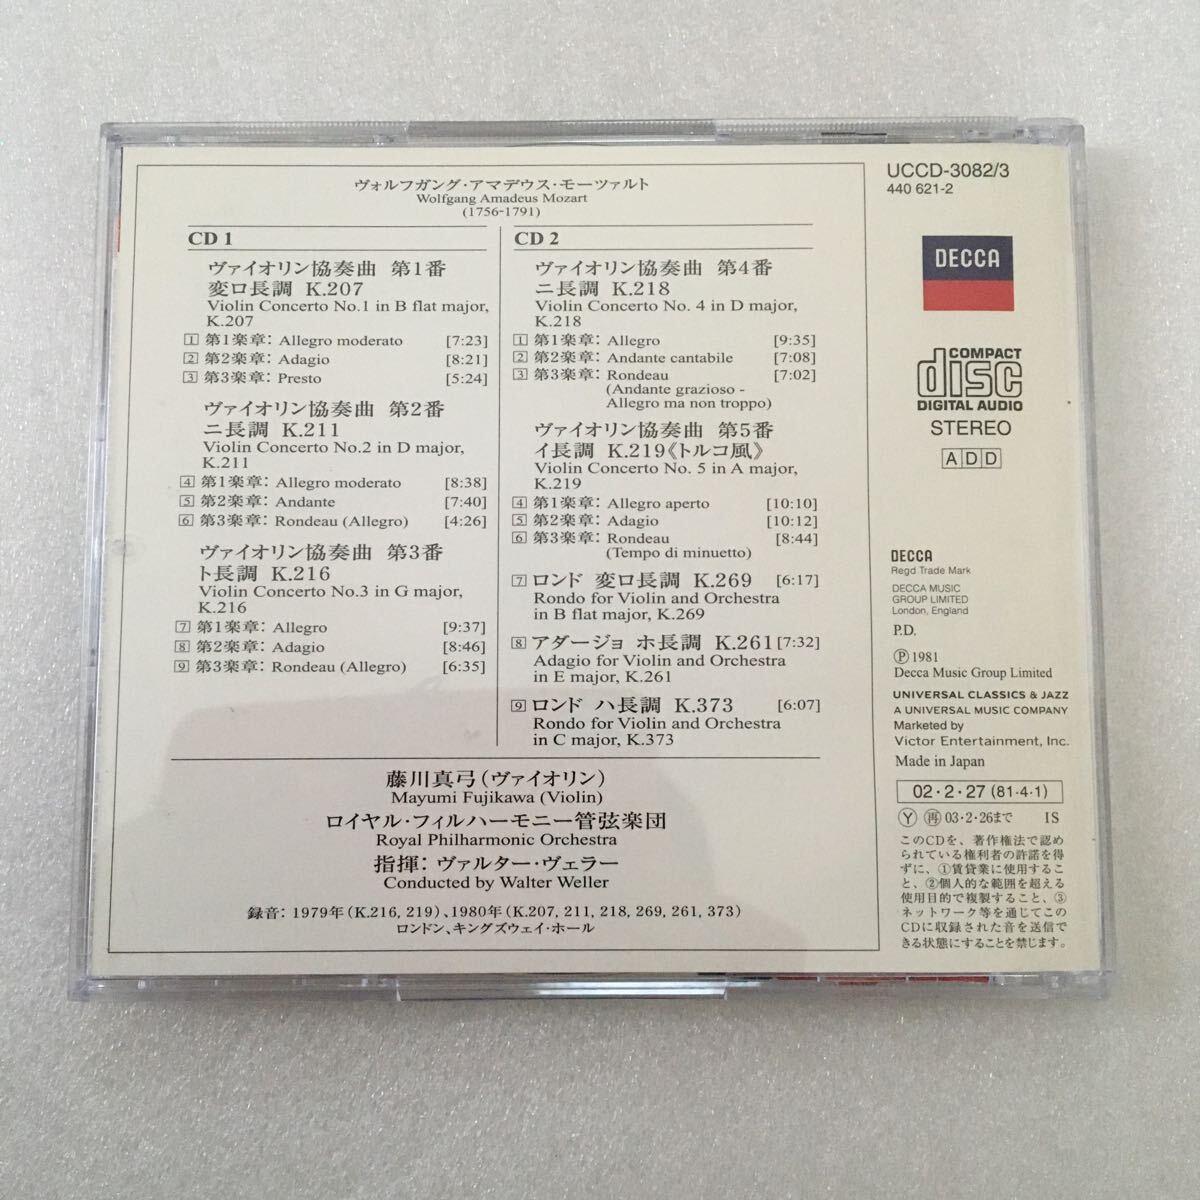 ヴォルフガング・アマデウス・モーツァルト
Wolfgang Amadeus Mozart
(1756-1791)
CD 1
ヴァイオリン協奏曲 第1番
変ロ長調 K.207
Violin Concerto No.1 in B flat major,
K.207
1 第1楽章: Allegro moderato [7:23]
2 第2楽章: Adagio [8:21]
3 第3楽章: Presto [5:24]
ヴァイオリン協奏曲 第2番
ニ長調 K.211
Violin Concerto No.2 in D major,
K.211
4 第1楽章: Allegro moderato [8:38]
5 第2楽章: Andante [7:40]
6 第3楽章: Rondeau (Allegro) [4:26]
ヴァイオリン協奏曲 第3番
ト長調 K.216
Violin Concerto No.3 in G major,
K.216
7 第1楽章: Allegro [9:37]
8 第2楽章: Adagio [8:46]
9 第3楽章: Rondeau (Allegro) [6:35]
CD 2
ヴァイオリン協奏曲 第4番
ニ長調 K.218
Violin Concerto No. 4 in D major,
K.218
1 第1楽章: Allegro [9:35]
2 第2楽章: Andante cantabile [7:08]
3 第3楽章: Rondeau [7:02]
(Andante grazioso -
Allegro ma non troppo)
ヴァイオリン協奏曲 第5番
イ長調 K.219《トルコ風》
Violin Concerto No. 5 in A major,
K.219
4 第1楽章: Allegro aperto [10:10]
5 第2楽章: Adagio [10:12]
6 第3楽章: Rondeau [8:44]
(Tempo di minuetto)
7 ロンド 変ロ長調 K.269 [6:17]
Rondo for Violin and Orchestra
in B flat major, K.269
8 アダージョ ホ長調 K.261 [7:32]
Adagio for Violin and Orchestra
in E major, K.261
9 ロンド ハ長調 K.373 [6:07]
Rondo for Violin and Orchestra
in C major, K.373
藤川真弓(ヴァイオリン)
Mayumi Fujikawa (Violin)
ロイヤル・フィルハーモニー管弦楽団
Royal Philharmonic Orchestra
指揮: ヴァルター・ヴェラー
Conducted by Walter Weller
録音: 1979年(K.216, 219)、1980年(K.207, 211, 218, 269, 261, 373)
ロンドン、キングズウェイ・ホール
UCCD-3082/3
440 621-2
DECCA
COMPACT
disc
DIGITAL AUDIO
STEREO
A D D
DECCA
Regd.Trade Mark
DECCA MUSIC
GROUP LIMITED
London, England
P.D.
Ⓟ 1981
Decca Music Group Limited
UNIVERSAL CLASSICS & JAZZ
A UNIVERSAL MUSIC COMPANY
Marketed by
Victor Entertainment, Inc.
Made in Japan
02・2・27 (81・4・1)
Ⓨ ㊢ 03・2・26まで IS
このCDを、著作権法で認め
られている権利者の許諾を得
ずに、①賃貸業に使用するこ
と、②個人的な範囲を超える
使用目的で複製すること、③
ネットワーク等を通じてこの
CDに収録された音を送信で
きる状態にすることを禁じます。